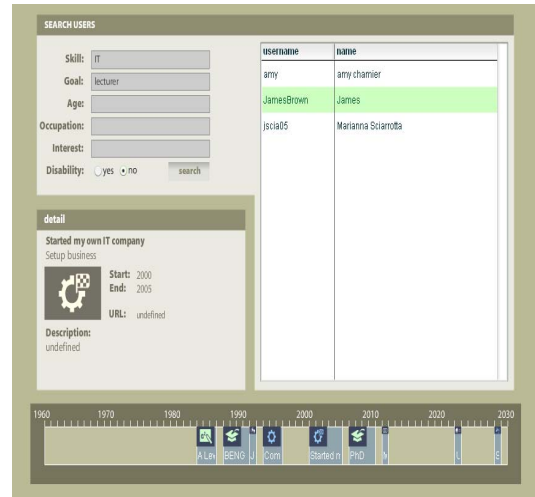 SEARCH USERS
Skill: IT
Goal: lecturer
Age:
Occupation:
Interest:
Disability: yes no search
username name
amy amy chamier
JamesBrown James
jscia05 Marianna Sciarrotta
detail
Started my own IT company
Setup business
Start: 2000
End: 2005
URL: undefined
Description:
undefined
1960 1970 1980 1990 2000 2010 2020 2030
A Lev BENG J Com Started n PhD